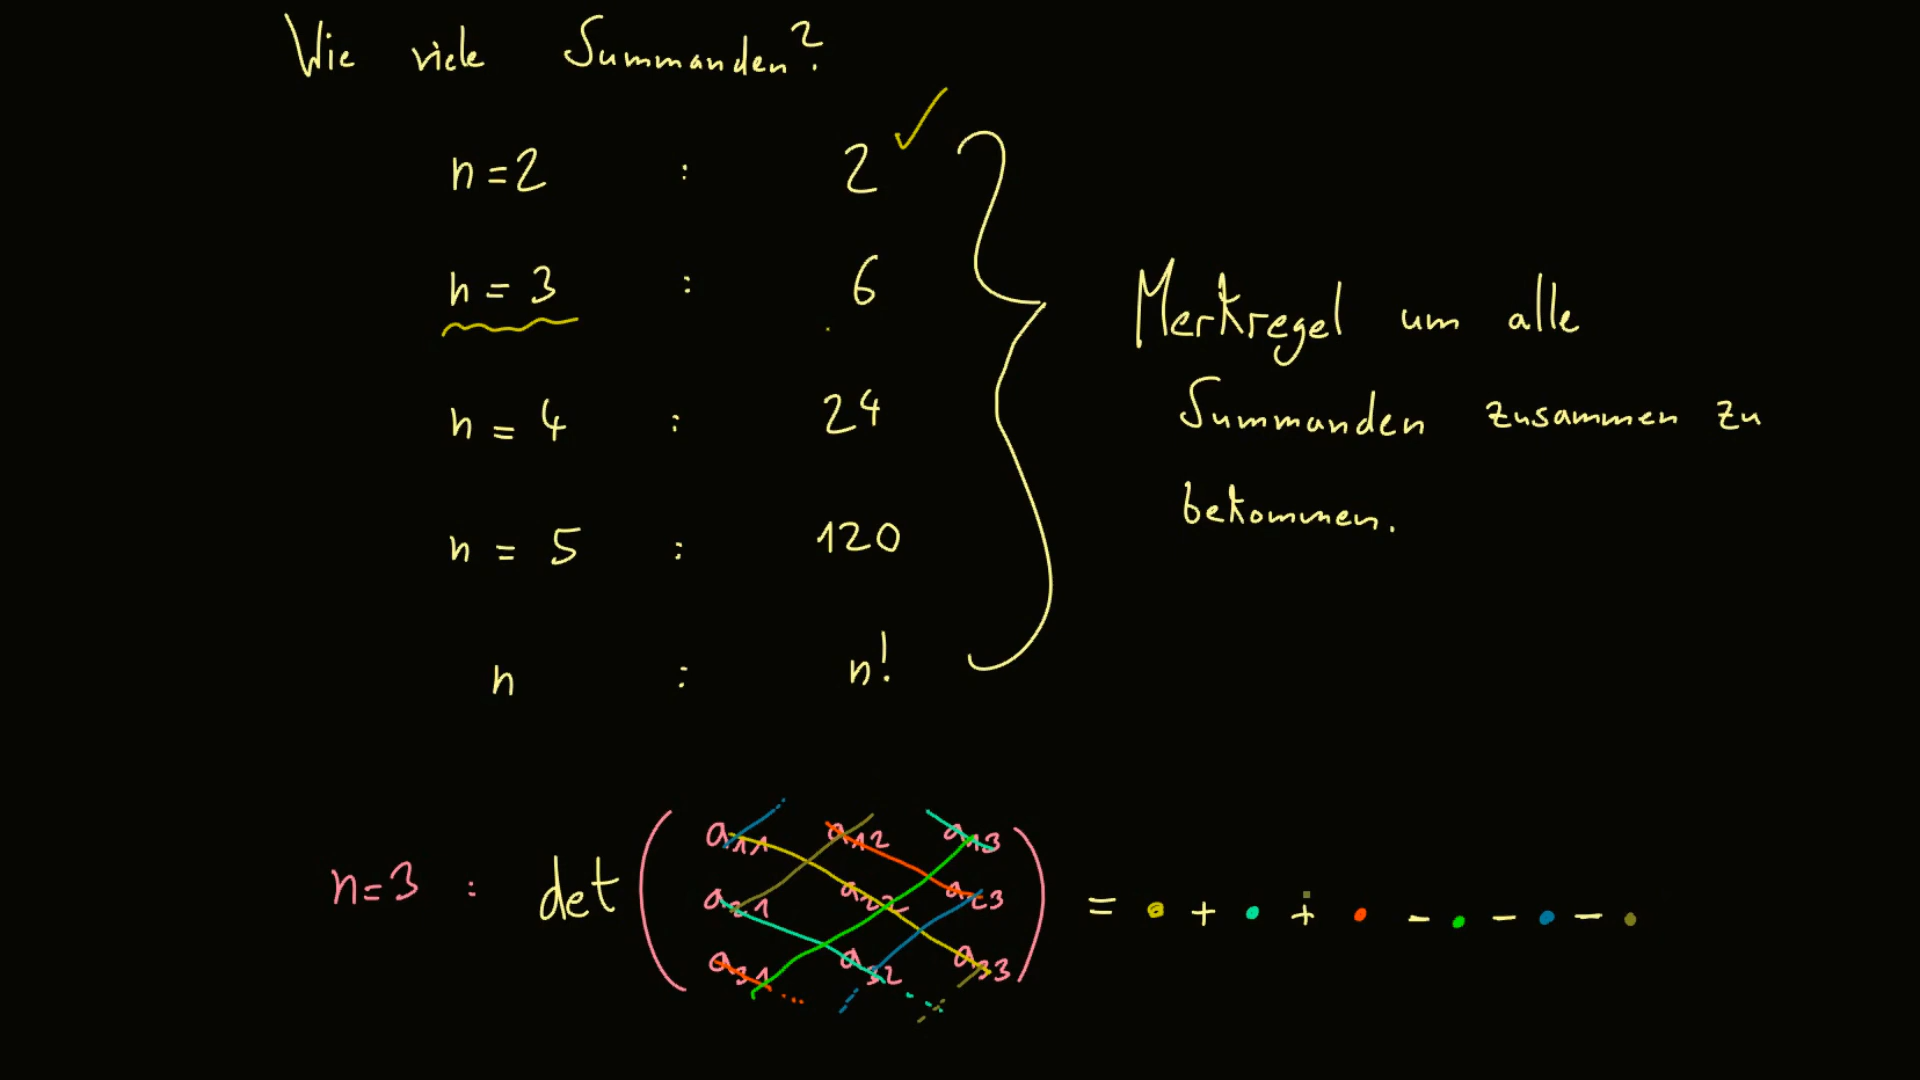 Wie viele Summanden?
n = 2 : 2 ✓
n = 3 : 6
n = 4 : 24
n = 5 : 120
n : n!
Merkregel um alle
Summanden zusammen zu
bekommen.
a11 a12 a13
n=3 : det ( a21 a22 a23 ) = • + • + • - • - • - •
a31 a32 a33